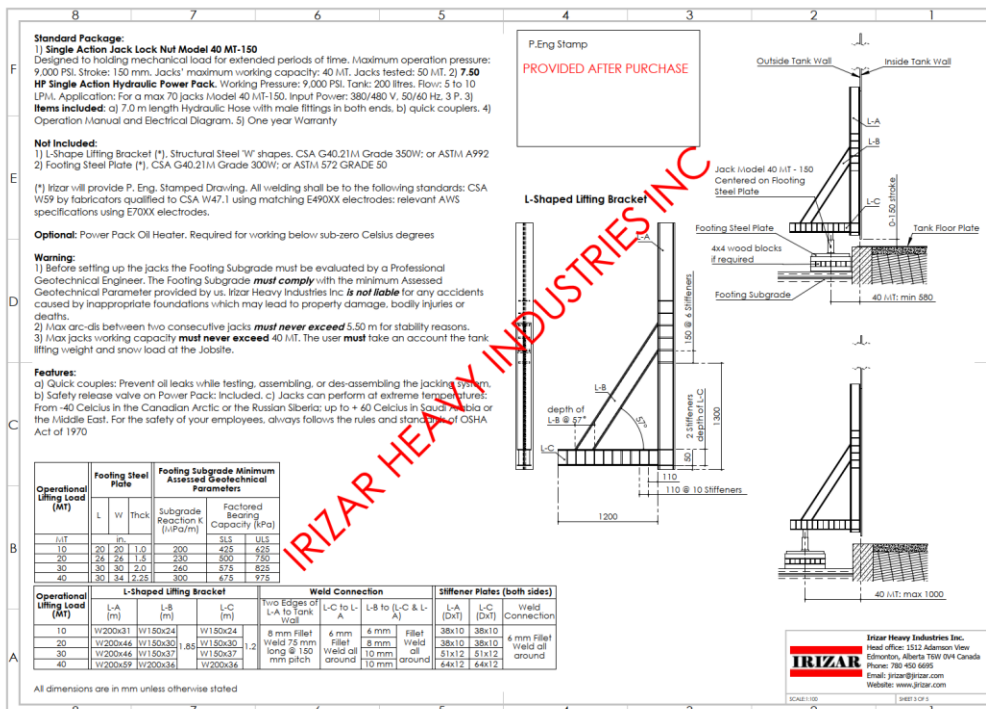 8 7 6 5 4 3 2 1
F
E
D
C
B
A
Standard Package:
1) Single Action Jack Lock Nut Model 40 MT-150
Designed to holding mechanical load for extended periods of time. Maximum operation pressure:
9,000 PSI. Stroke: 150 mm. Jacks' maximum working capacity: 40 MT. Jacks tested: 50 MT. 2) 7.50
HP Single Action Hydraulic Power Pack. Working Pressure: 9,000 PSI. Tank: 200 litres. Flow: 5 to 10
LPM. Application: For a max 70 jacks Model 40 MT-150. Input Power: 380/480 V, 50/60 Hz, 3 P. 3)
Items included: a) 7.0 m length Hydraulic Hose with male fittings in both ends, b) quick couplers. 4)
Operation Manual and Electrical Diagram. 5) One year Warranty
Not Included:
1) L-Shape Lifting Bracket (*). Structural Steel 'W' shapes. CSA G40.21M Grade 350W; or ASTM A992
2) Footing Steel Plate (*), CSA G40.21M Grade 300W; or ASTM 572 GRADE 50
(*) Irizar will provide P. Eng. Stamped Drawing. All welding shall be to the following standards: CSA
W59 by fabricators qualified to CSA W47.1 using matching E490XX electrodes: relevant AWS
specifications using E70XX electrodes.
Optional: Power Pack Oil Heater. Required for working below sub-zero Celsius degrees
Warning:
1) Before setting up the jacks the Footing Subgrade must be evaluated by a Professional
Geotechnical Engineer. The Footing Subgrade must comply with the minimum Assessed
Geotechnical Parameter provided by us. Irizar Heavy Industries Inc is not liable for any accidents
caused by inappropriate foundations which may lead to property damage, bodily injuries or
deaths.
2) Max arc-dis between two consecutive jacks must never exceed 5.50 m for stability reasons.
3) Max jacks working capacity must never exceed 40 MT. The user must take an account the tank
lifting weight and snow load at the Jobsite.
Features:
a) Quick couples: Prevent oil leaks while testing, assembling, or des-assembling the jacking system,
b) Safety release valve on Power Pack: Included. c) Jacks can perform at extreme temperatures:
From -40 Celcius in the Canadian Arctic or the Russian Siberia; up to + 60 Celcius in Saudi Arabia or
the Middle East. For the safety of your employees, always follows the rules and standards of OSHA
Act of 1970
Operational Lifting Load (MT) Footing Steel Plate Footing Subgrade Minimum Assessed Geotechnical Parameters
L W Thck Subgrade Reaction K (MPa/m) Factored Bearing Capacity (kPa)
MT in. SLS ULS
10 20 20 1.0 200 425 625
20 26 26 1.5 230 500 750
30 30 30 2.0 260 575 825
40 30 34 2.25 300 675 975
Operational Lifting Load (MT) L-Shaped Lifting Bracket Weld Connection Stiffener Plates (both sides)
L-A (m) L-B (m) L-C (m) Two Edges of L-A to Tank Wall L-C to L-A L-B to (L-C & L-A) L-A (DxT) L-C (DxT) Weld Connection
10 W200x31 W150x24 1.85 W150x24 1.2 8 mm Fillet Weld 75 mm long @ 150 mm pitch 6 mm Fillet Weld all around 6 mm Fillet Weld all around 38x10 38x10 6 mm Fillet Weld all around
20 W200x46 W150x30 W150x30 8 mm 38x10 38x10
30 W200x46 W150x37 W150x37 10 mm 51x12 51x12
40 W200x59 W200x36 W200x36 10 mm 64x12 64x12
All dimensions are in mm unless otherwise stated
P.Eng Stamp
PROVIDED AFTER PURCHASE
L-Shaped Lifting Bracket
L-A
150 @ 6 Stiffeners
L-B
depth of
L-B @ 57°
57°
2 Stiffeners
depth of L-C
1300
L-C
50
110
110 @ 10 Stiffeners
1200
IRIZAR HEAVY INDUSTRIES INC
Outside Tank Wall
Inside Tank Wall
L-A
L-B
Jack Model 40 MT - 150
Centered on Flooting
Steel Plate
L-C
0-150 stroke
Footing Steel Plate
Tank Floor Plate
4x4 wood blocks
if required
Footing Subgrade
40 MT: min 580
40 MT: max 1000
IRIZAR
Irizar Heavy Industries Inc.
Head office: 1512 Adamson View
Edmonton, Alberta T6W 0V4 Canada
Phone: 780 450 6695
Email: jirizar@jirizar.com
Website: www.jirizar.com
SCALE:1:100
SHEET 3 OF 5
8 7 6 5 4 3 2 1